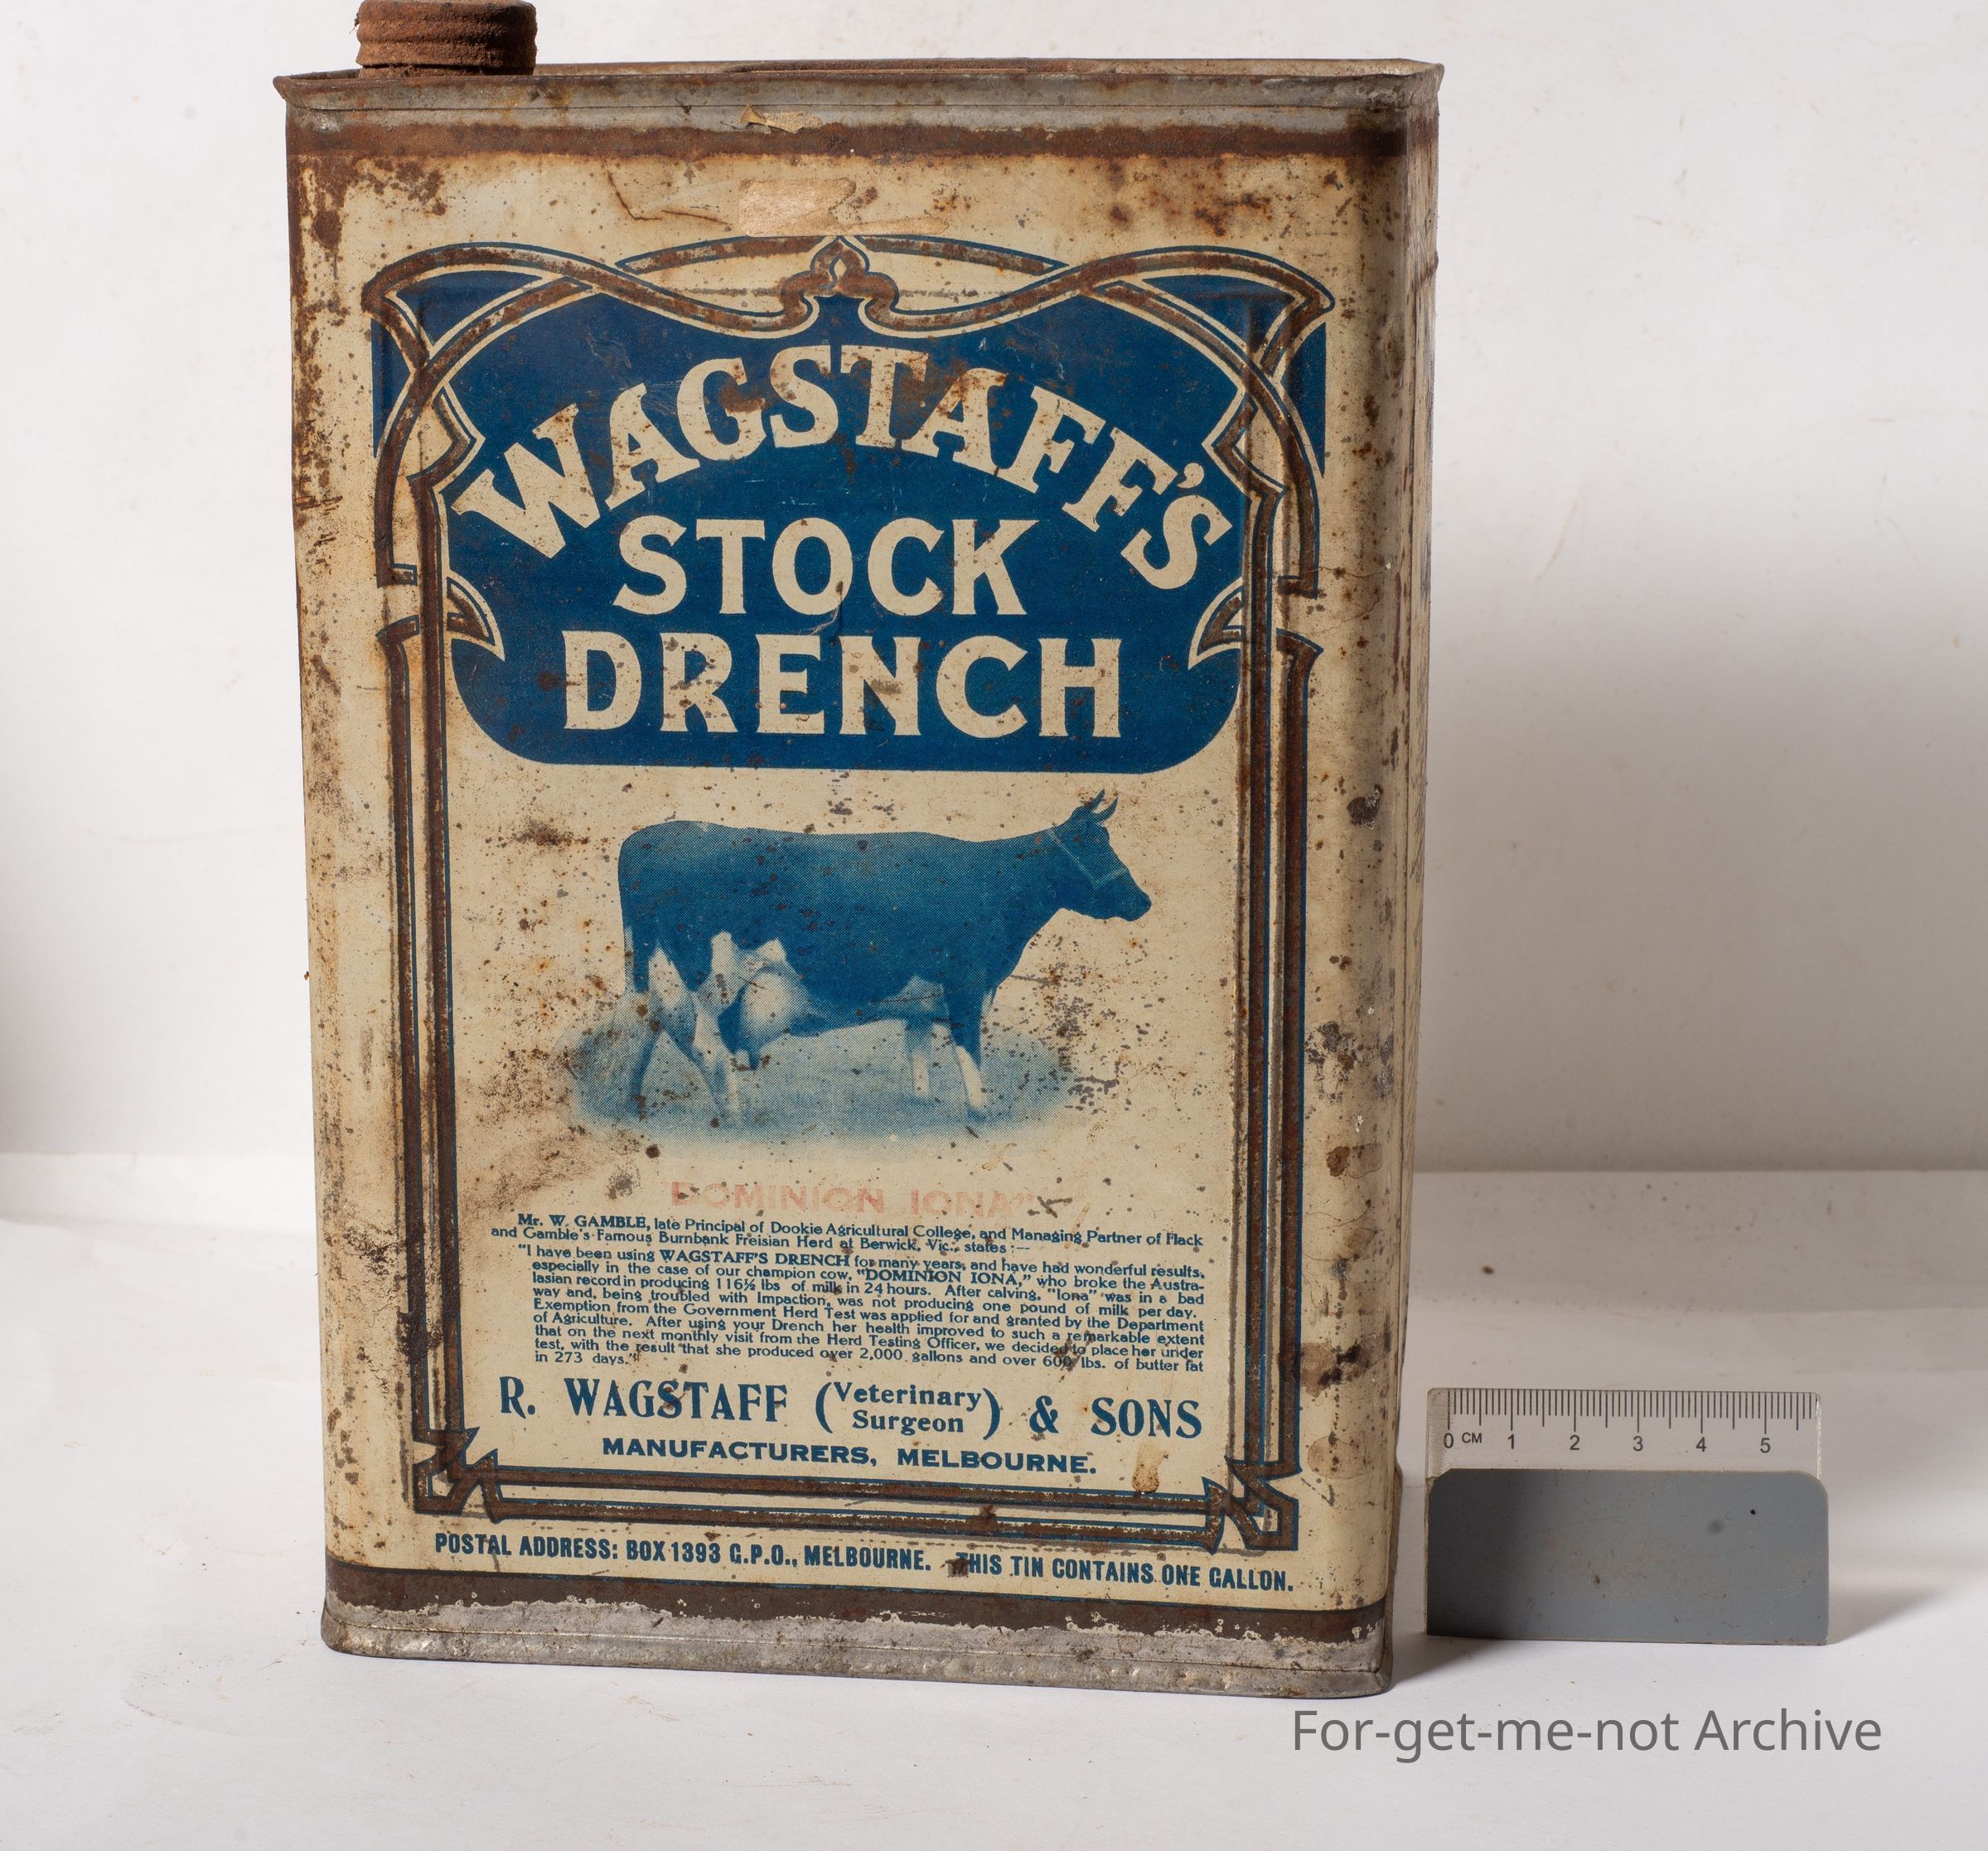 WAGSTAFF'S
STOCK
DRENCH
"DOMINION IONA"
Mr. W. GAMBLE, late Principal of Dookie Agricultural College, and Managing Partner of Flack
and Gamble's Famous Burnbank Freisian Herd at Berwick, Vic., states :—
"I have been using WAGSTAFF'S DRENCH for many years, and have had wonderful results,
especially in the case of our champion cow, "DOMINION IONA," who broke the Austra-
lasian record in producing 116½ lbs of milk in 24 hours. After calving, "Iona" was in a bad
way and, being troubled with Impaction, was not producing one pound of milk per day.
Exemption from the Government Herd Test was applied for and granted by the Department
of Agriculture. After using your Drench her health improved to such a remarkable extent
that on the next monthly visit from the Herd Testing Officer, we decided to place her under
test, with the result that she produced over 2,000 gallons and over 600 lbs. of butter fat
in 273 days."
R. WAGSTAFF (Veterinary Surgeon) & SONS
MANUFACTURERS, MELBOURNE.
POSTAL ADDRESS: BOX 1393 G.P.O., MELBOURNE. THIS TIN CONTAINS ONE GALLON.
0 CM 1 2 3 4 5
For-get-me-not Archive